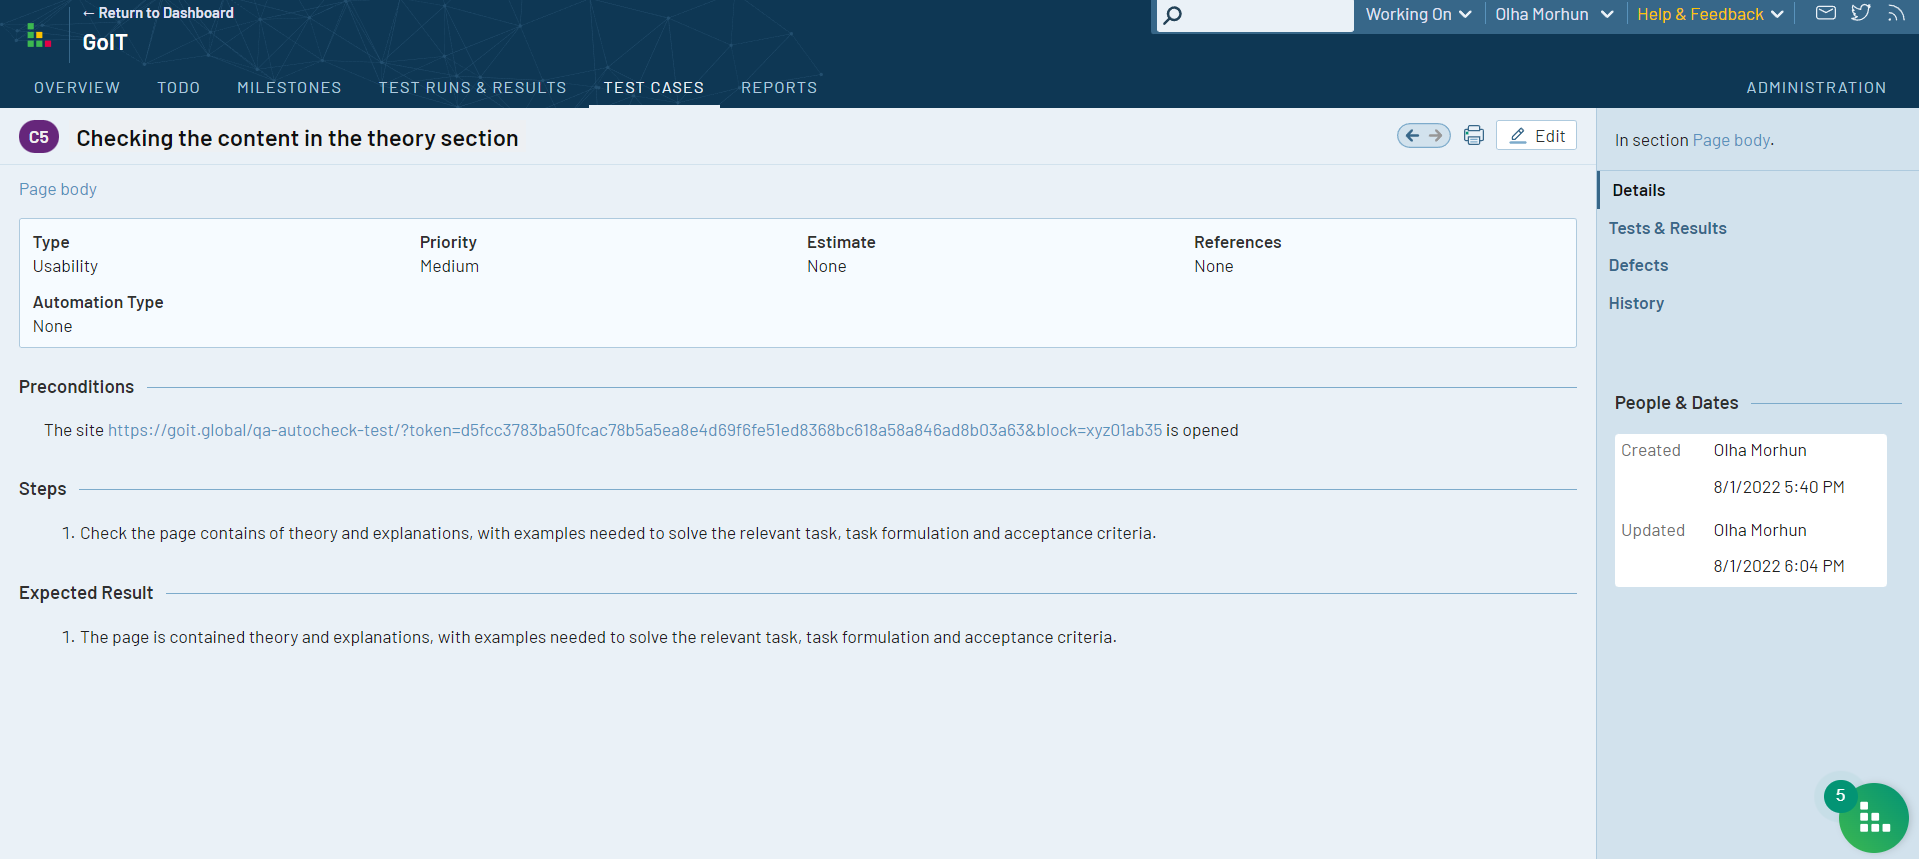 ← Return to Dashboard
GoIT
Working On
Olha Morhun
Help & Feedback
OVERVIEW
TODO
MILESTONES
TEST RUNS & RESULTS
TEST CASES
REPORTS
ADMINISTRATION
C5
Checking the content in the theory section
Edit
Page body
Type
Usability
Priority
Medium
Estimate
None
References
None
Automation Type
None
Preconditions
The site https://goit.global/qa-autocheck-test/?token=d5fcc3783ba50fcac78b5a5ea8e4d69f6fe51ed8368bc618a58a846ad8b03a63&block=xyz01ab35 is opened
Steps
1. Check the page contains of theory and explanations, with examples needed to solve the relevant task, task formulation and acceptance criteria.
Expected Result
1. The page is contained theory and explanations, with examples needed to solve the relevant task, task formulation and acceptance criteria.
In section Page body.
Details
Tests & Results
Defects
History
People & Dates
Created Olha Morhun
8/1/2022 5:40 PM
Updated Olha Morhun
8/1/2022 6:04 PM
5